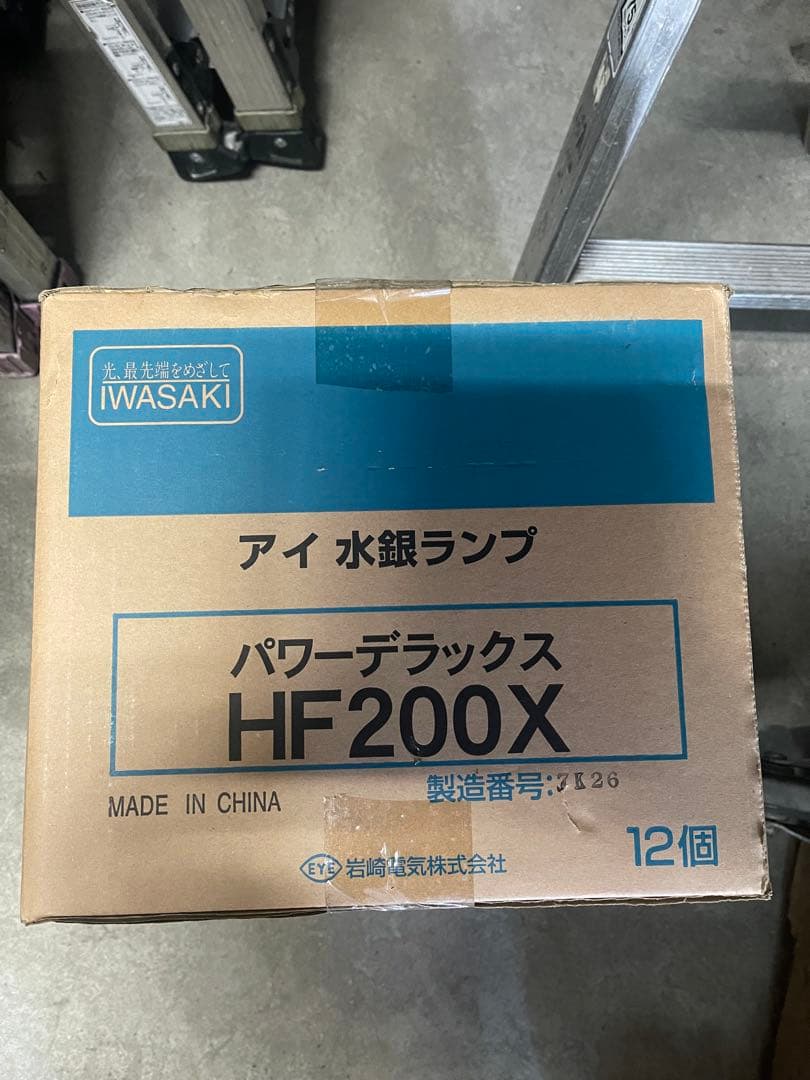 光、最先端をめざして
IWASAKI
アイ 水銀ランプ
パワーデラックス
HF200X
MADE IN CHINA
製造番号:7K26
12個
EYE 岩崎電気株式会社